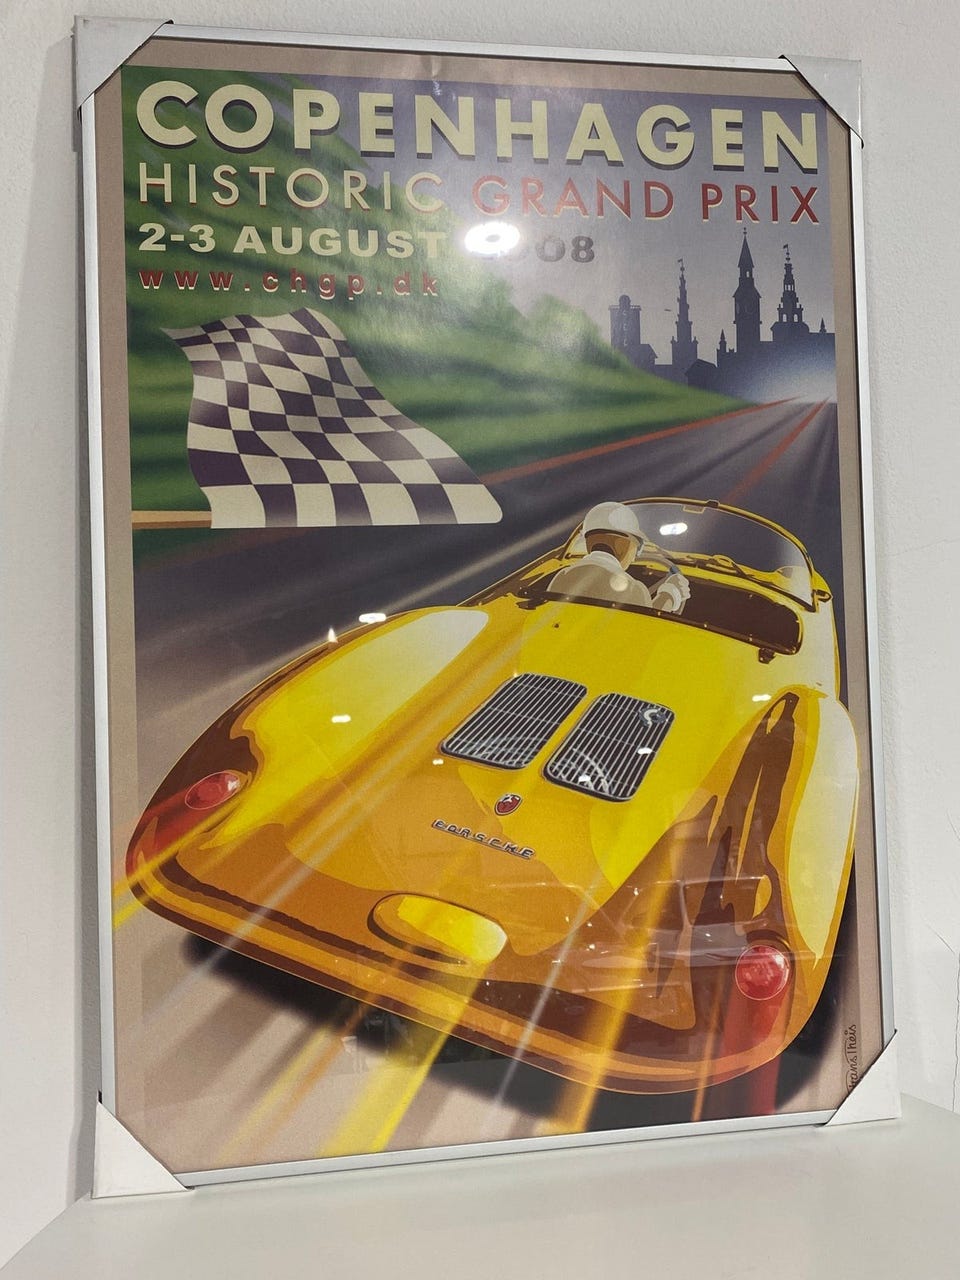 COPENHAGEN
HISTORIC GRAND PRIX
2-3 AUGUST
www.chgp.dk
PORSCHE